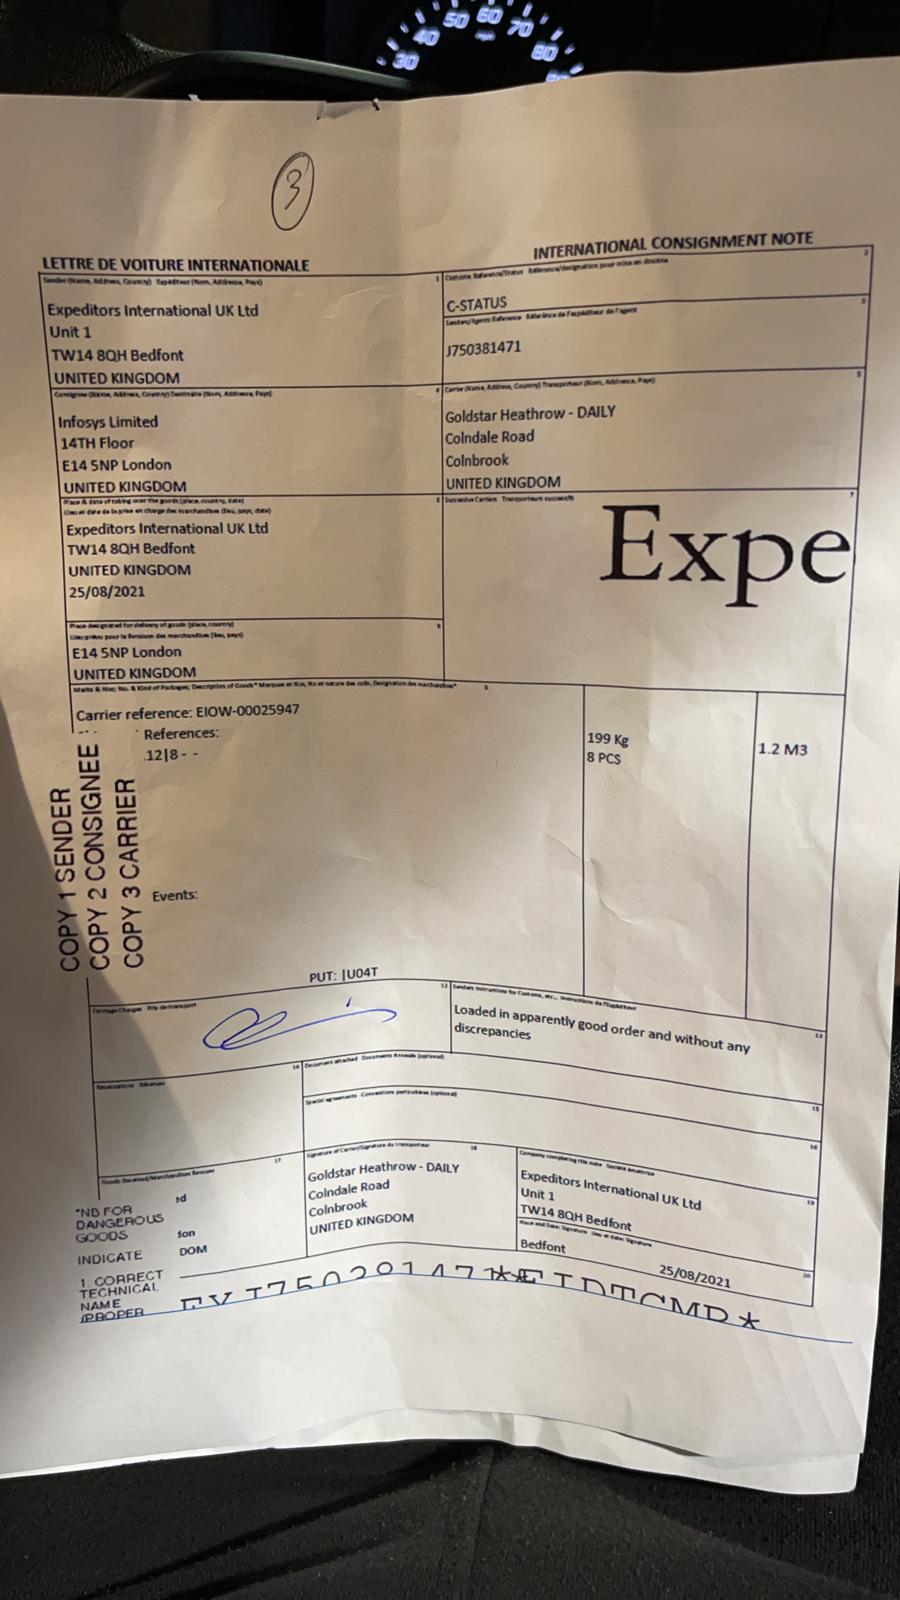 30 40 50 60 70 80
mph
3
LETTRE DE VOITURE INTERNATIONALE
INTERNATIONAL CONSIGNMENT NOTE
Sender (Name, Address, Country) Expéditeur (Nom, Addresse, Pays)
1
Expeditors International UK Ltd
Unit 1
TW14 8QH Bedfont
UNITED KINGDOM
Customs Reference/Status Référence/désignation pour mise en douane
2
C-STATUS
Senders/Agents Reference Référence de l'expéditeur de l'agent
3
J750381471
Consignee (Name, Address, Country) Destinataire (Nom, Addresse, Pays)
4
Infosys Limited
14TH Floor
E14 5NP London
UNITED KINGDOM
Carrier (Name, Address, Country) Transporteur (Nom, Addresse, Pays)
5
Goldstar Heathrow - DAILY
Colndale Road
Colnbrook
UNITED KINGDOM
Place & date of taking over the goods (place, country, date)
6
Lieu et date de la prise en charge des marchandises (lieu, pays, date)
Expeditors International UK Ltd
TW14 8QH Bedfont
UNITED KINGDOM
25/08/2021
Successive Carriers Transporteurs successifs
7
Expe
Place designated for delivery of goods (place, country)
8
Lieu prévu pour la livraison des marchandises (lieu, pays)
E14 5NP London
UNITED KINGDOM
Marks & Nos; No. & Kind of Packages; Description of Goods* Marques et Nos, No et nature des colis, Désignation des marchandises*
9
Carrier reference: EIOW-00025947
References:
12|8 - -
199 Kg
8 PCS
1.2 M3
COPY 1 SENDER
COPY 2 CONSIGNEE
COPY 3 CARRIER
Events:
PUT: |U04T
Carriage Charges Prix de transport
12
Senders Instructions for Customs, etc... Instructions de l'Expéditeur
13
Loaded in apparently good order and without any
discrepancies
Reservations Réserves
14
Document attached Documents Annexés (optional)
15
Special agreements Conventions particulières (optional)
16
Goods Received/Marchandises Recues
17
Signature of Carrier/Signature du transporteur
18
Goldstar Heathrow - DAILY
Colndale Road
Colnbrook
UNITED KINGDOM
Company completing this note
19
Expeditors International UK Ltd
Unit 1
TW14 8QH Bedfont
Place and Date; Signature Lieu et date; Signature
20
Bedfont
25/08/2021
*NB FOR
DANGEROUS
GOODS
INDICATE
1. CORRECT
TECHNICAL
NAME
(PROPER
DOM